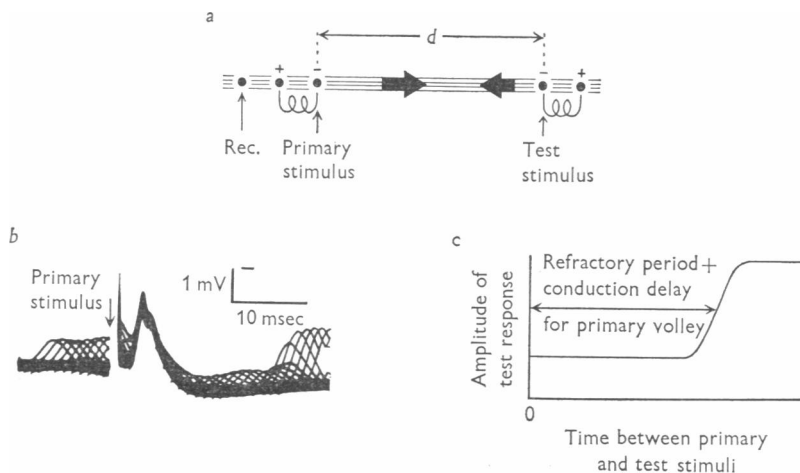 a
d
+ − − +
Rec.
Primary
stimulus
Test
stimulus
b
Primary
stimulus
1 mV
10 msec
c
Amplitude of
test response
Refractory period +
conduction delay
for primary volley
0
Time between primary
and test stimuli